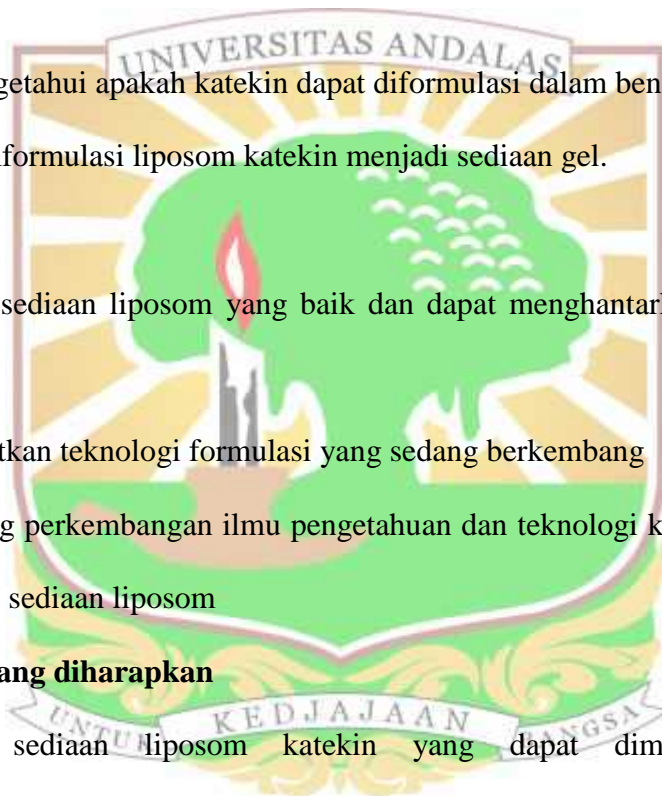 UNIVERSITAS ANDALAS
getahui apakah katekin dapat diformulasi dalam ben
formulasi liposom katekin menjadi sediaan gel.
sediaan liposom yang baik dan dapat menghantar
tkan teknologi formulasi yang sedang berkembang
g perkembangan ilmu pengetahuan dan teknologi k
sediaan liposom
ang diharapkan
UNTUK KEDJAJAAN BANGSA
sediaan liposom katekin yang dapat dim